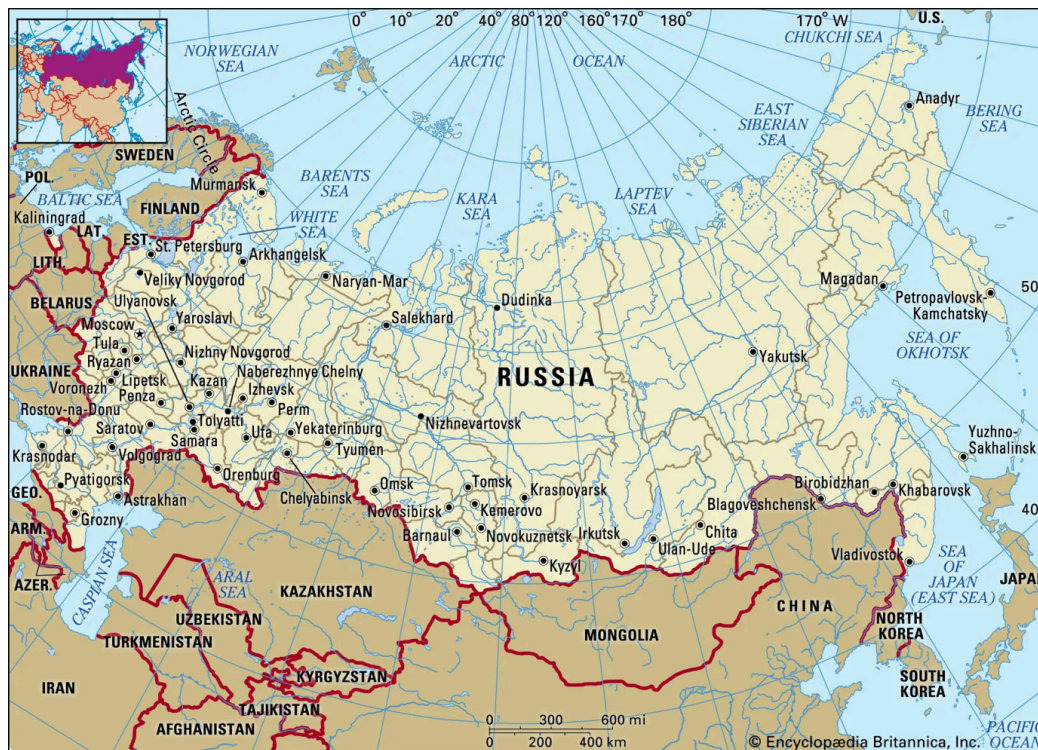 0° 10° 20° 40° 80° 120° 160° 170° 180° 170° W
U.S.
CHUKCHI SEA
NORWEGIAN
SEA
ARCTIC
OCEAN
Arctic Circle
EAST
SIBERIAN
SEA
Anadyr
BERING
SEA
SWEDEN
POL.
BALTIC SEA
Murmansk
BARENTS
SEA
KARA
SEA
LAPTEV
SEA
Kaliningrad
FINLAND
WHITE
SEA
LAT.
EST.
St. Petersburg
Arkhangelsk
LITH.
Veliky Novgorod
Naryan-Mar
Magadan
BELARUS
Ulyanovsk
Dudinka
Petropavlovsk-
Kamchatsky
50
Moscow
Yaroslavl
Salekhard
SEA OF
OKHOTSK
Tula
Ryazan
Nizhny Novgorod
Yakutsk
UKRAINE
Naberezhnye Chelny
RUSSIA
Voronezh
Lipetsk
Kazan
Izhevsk
Penza
Perm
Rostov-na-Donu
Tolyatti
Nizhnevartovsk
Saratov
Samara
Ufa
Yekaterinburg
Yuzhno-
Sakhalinsk
Krasnodar
Volgograd
Tyumen
Pyatigorsk
Orenburg
Omsk
Tomsk
Krasnoyarsk
Birobidzhan
Khabarovsk
GEO.
Astrakhan
Chelyabinsk
Novosibirsk
Kemerovo
Blagoveshchensk
40
Grozny
ARM.
Barnaul
Novokuznetsk
Irkutsk
Chita
Ulan-Ude
Kyzyl
Vladivostok
SEA
OF
JAPAN
(EAST SEA)
AZER.
CASPIAN SEA
ARAL
SEA
KAZAKHSTAN
JAPA
UZBEKISTAN
CHINA
TURKMENISTAN
MONGOLIA
NORTH
KOREA
IRAN
KYRGYZSTAN
SOUTH
KOREA
TAJIKISTAN
AFGHANISTAN
0 300 600 mi
0 200 400 km
PACIFIC
OCEAN
© Encyclopædia Britannica, Inc.